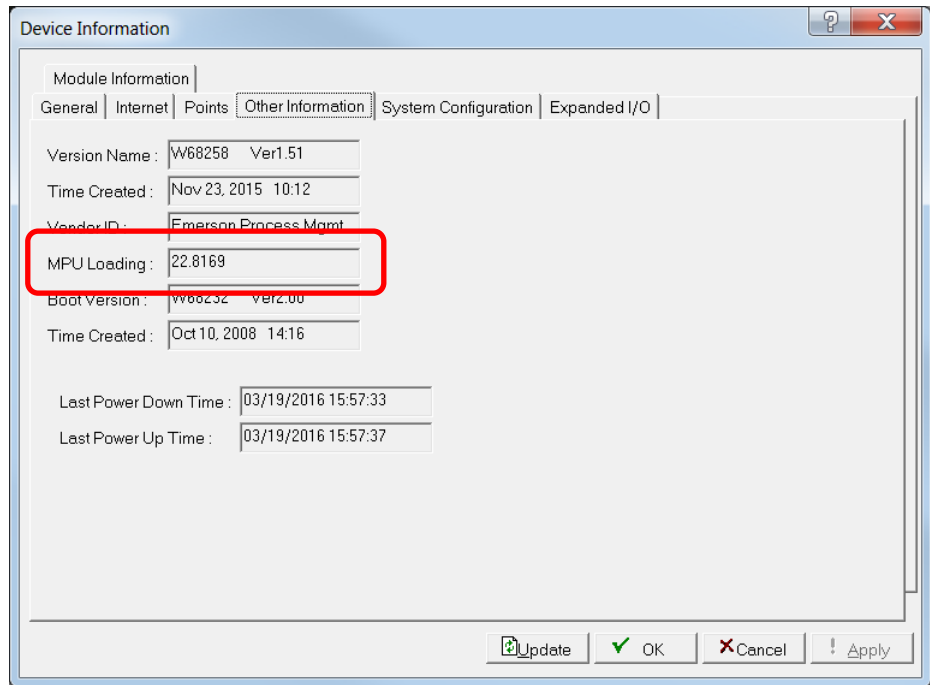 Device Information
Module Information
General Internet Points Other Information System Configuration Expanded I/O
Version Name : W68258 Ver1.51
Time Created : Nov 23, 2015 10:12
Vendor ID : Emerson Process Mgmt
MPU Loading : 22.8169
Boot Version : W68232 Ver2.00
Time Created : Oct 10, 2008 14:16
Last Power Down Time : 03/19/2016 15:57:33
Last Power Up Time : 03/19/2016 15:57:37
Update OK Cancel Apply